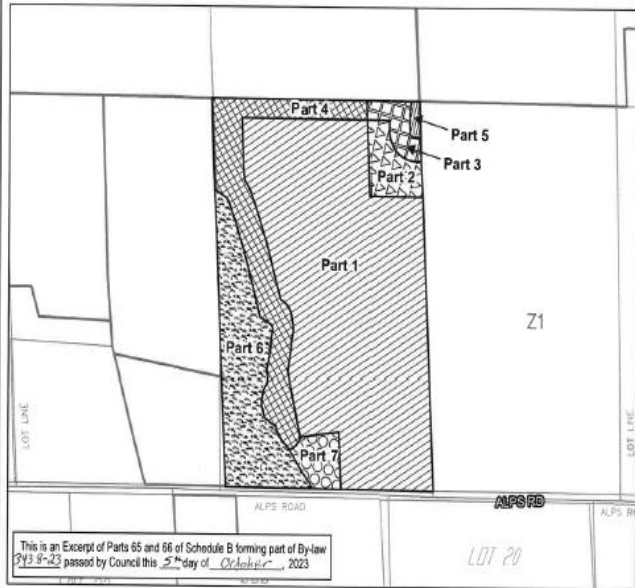 Part 4
Part 5
Part 3
Part 2
Part 1
Z1
Part 6
LOT LINE
LOT LINE
Part 7
ALPS ROAD
ALPS RD
ALPS R
This is an Excerpt of Parts 65 and 66 of Schedule B forming part of By-law
3438-23 passed by Council this 5th day of October, 2023
LOT 20